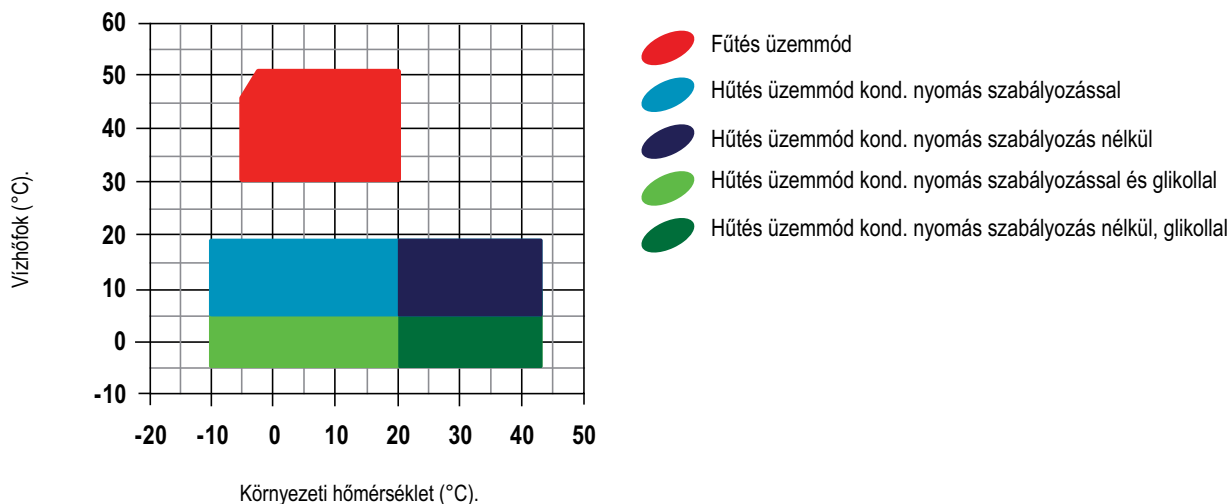 60
50
40
30
20
10
0
-10
-20 -10 0 10 20 30 40 50
Vízhőfok (°C).
Környezeti hőmérséklet (°C).
Fűtés üzemmód
Hűtés üzemmód kond. nyomás szabályozással
Hűtés üzemmód kond. nyomás szabályozás nélkül
Hűtés üzemmód kond. nyomás szabályozással és glikollal
Hűtés üzemmód kond. nyomás szabályozás nélkül, glikollal